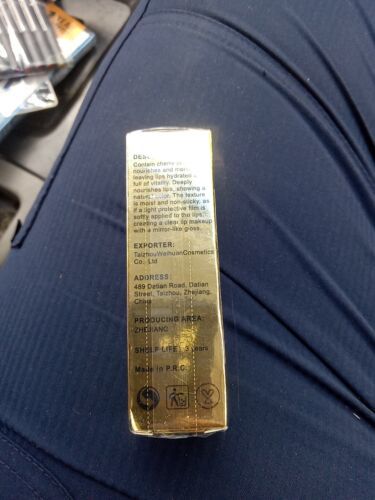 Contain cherry
nourishes and
leaving lips hydrated
full of vitality. Deeply
nourishes lips, showing a
natural color. The texture
is moist and non-sticky, as
if a light protective film is
softly applied to the lips,
creating a clear lip makeup
with a mirror-like gloss.
EXPORTER:
TaizhouWeihuanCosmetics
Co., Ltd
ADDRESS:
489 Datian Road, Datian
Street, Taizhou, Zhejiang,
China
PRODUCING AREA:
ZHEJIANG
SHELF LIFE: 3 years
Made in P.R.C.